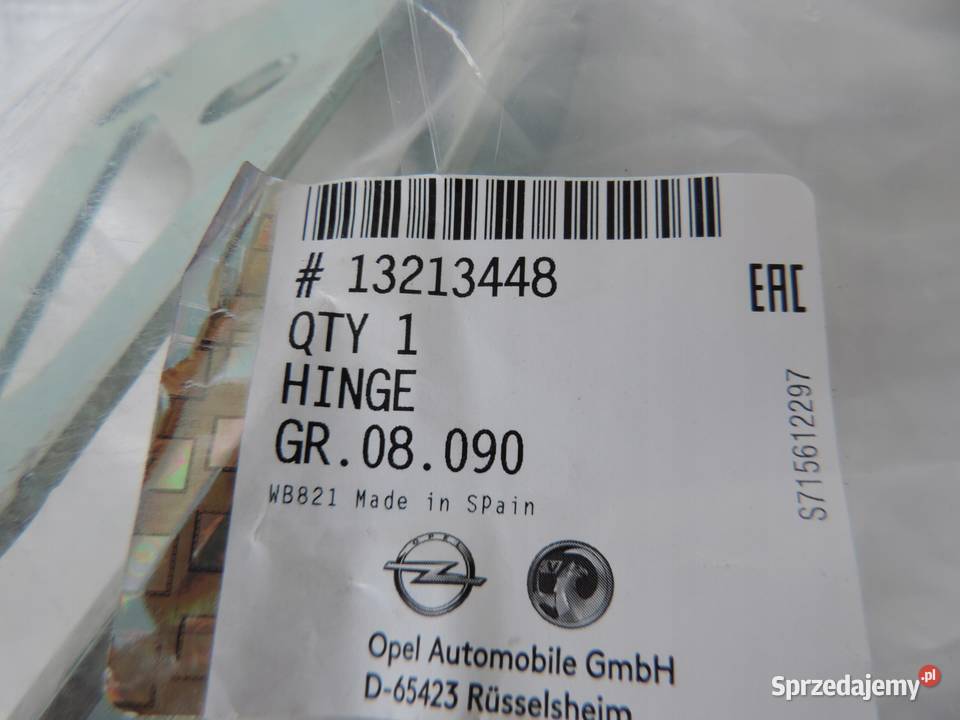 # 13213448
EAC
QTY 1
HINGE
GR.08.090
WB821 Made in SPain
S715612297
OPEL
Opel Automobile GmbH
D-65423 Rüsselsheim
Sprzedajemy.pl